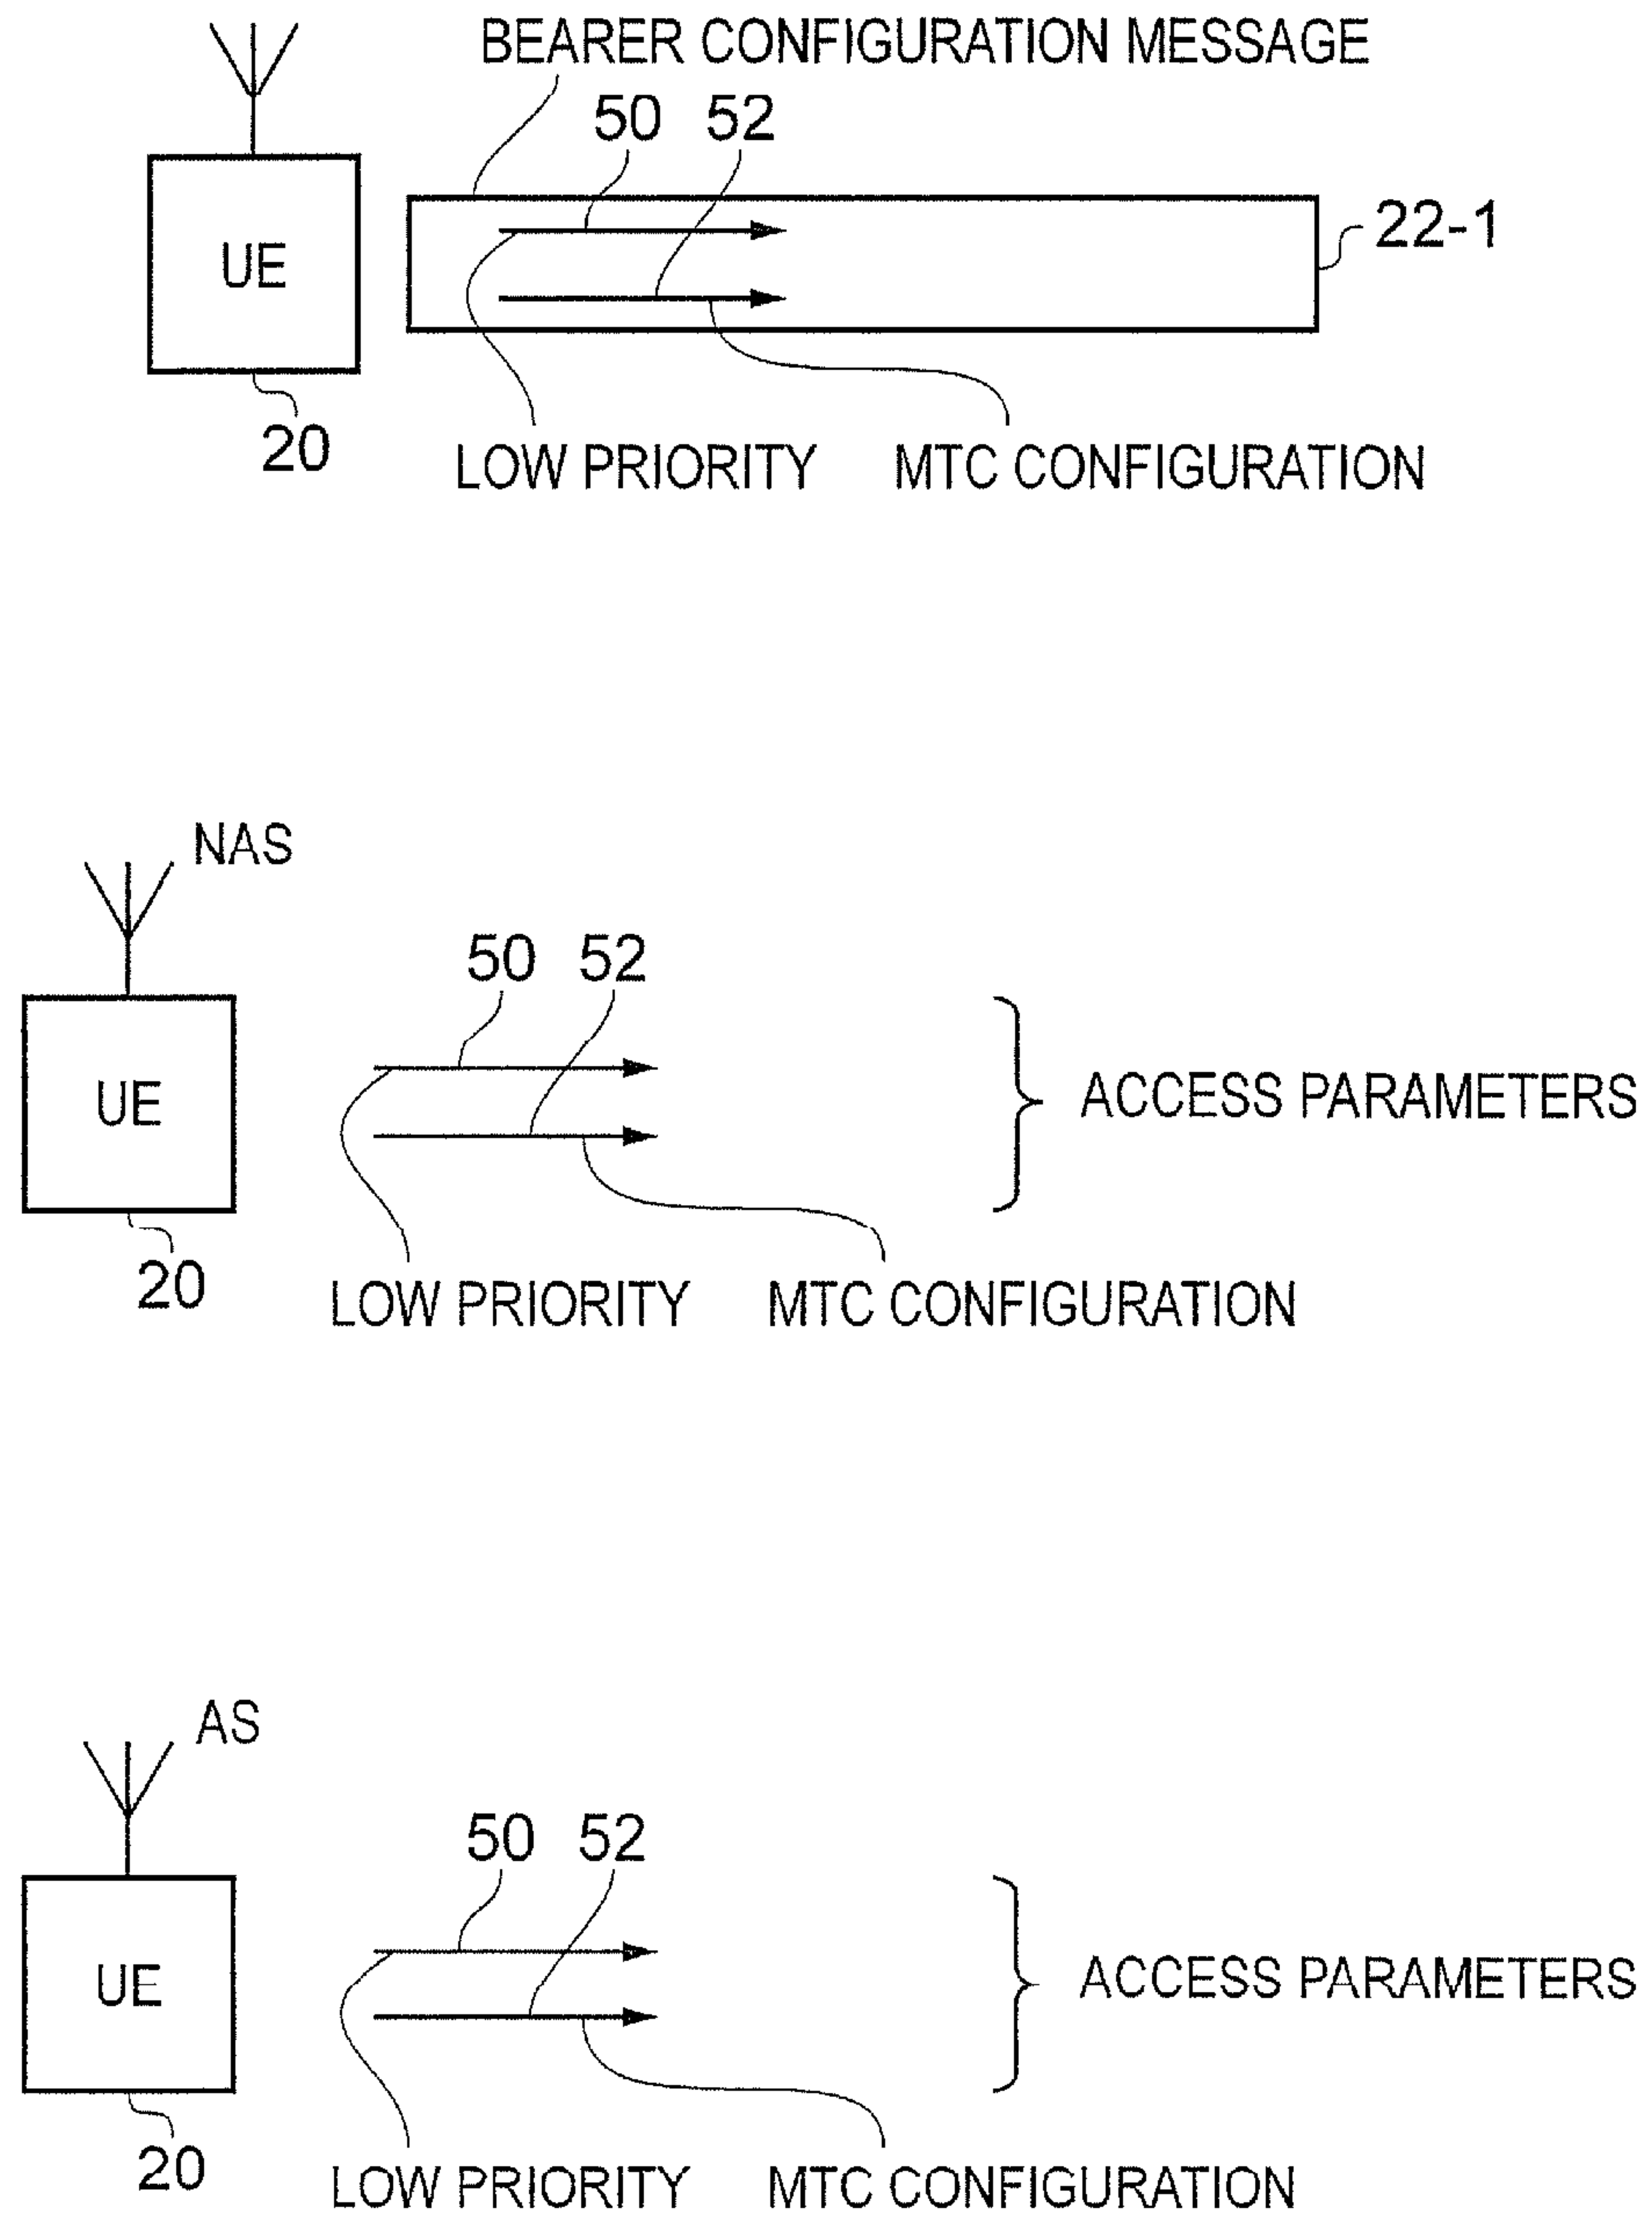 BEARER CONFIGURATION MESSAGE
50 52
UE
22-1
20
LOW PRIORITY MTC CONFIGURATION
NAS
50 52
UE
ACCESS PARAMETERS
20
LOW PRIORITY MTC CONFIGURATION
AS
50 52
UE
ACCESS PARAMETERS
20
LOW PRIORITY MTC CONFIGURATION